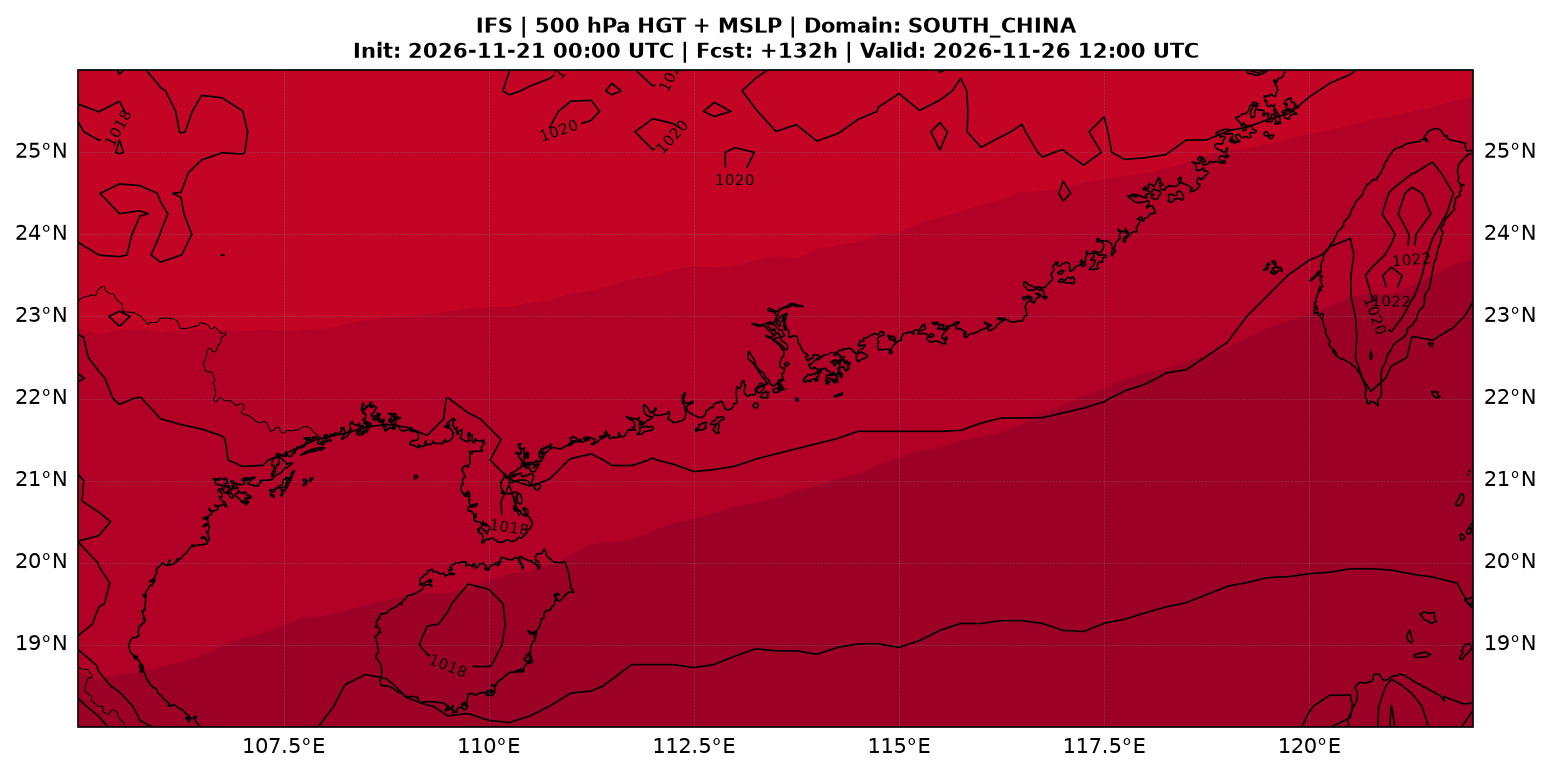 IFS | 500 hPa HGT + MSLP | Domain: SOUTH_CHINA
Init: 2026-11-21 00:00 UTC | Fcst: +132h | Valid: 2026-11-26 12:00 UTC
1018
1020
1020
1020
25°N
25°N
24°N
24°N
1022
1022
1020
23°N
23°N
22°N
22°N
21°N
21°N
1018
20°N
20°N
19°N
19°N
1018
107.5°E
110°E
112.5°E
115°E
117.5°E
120°E